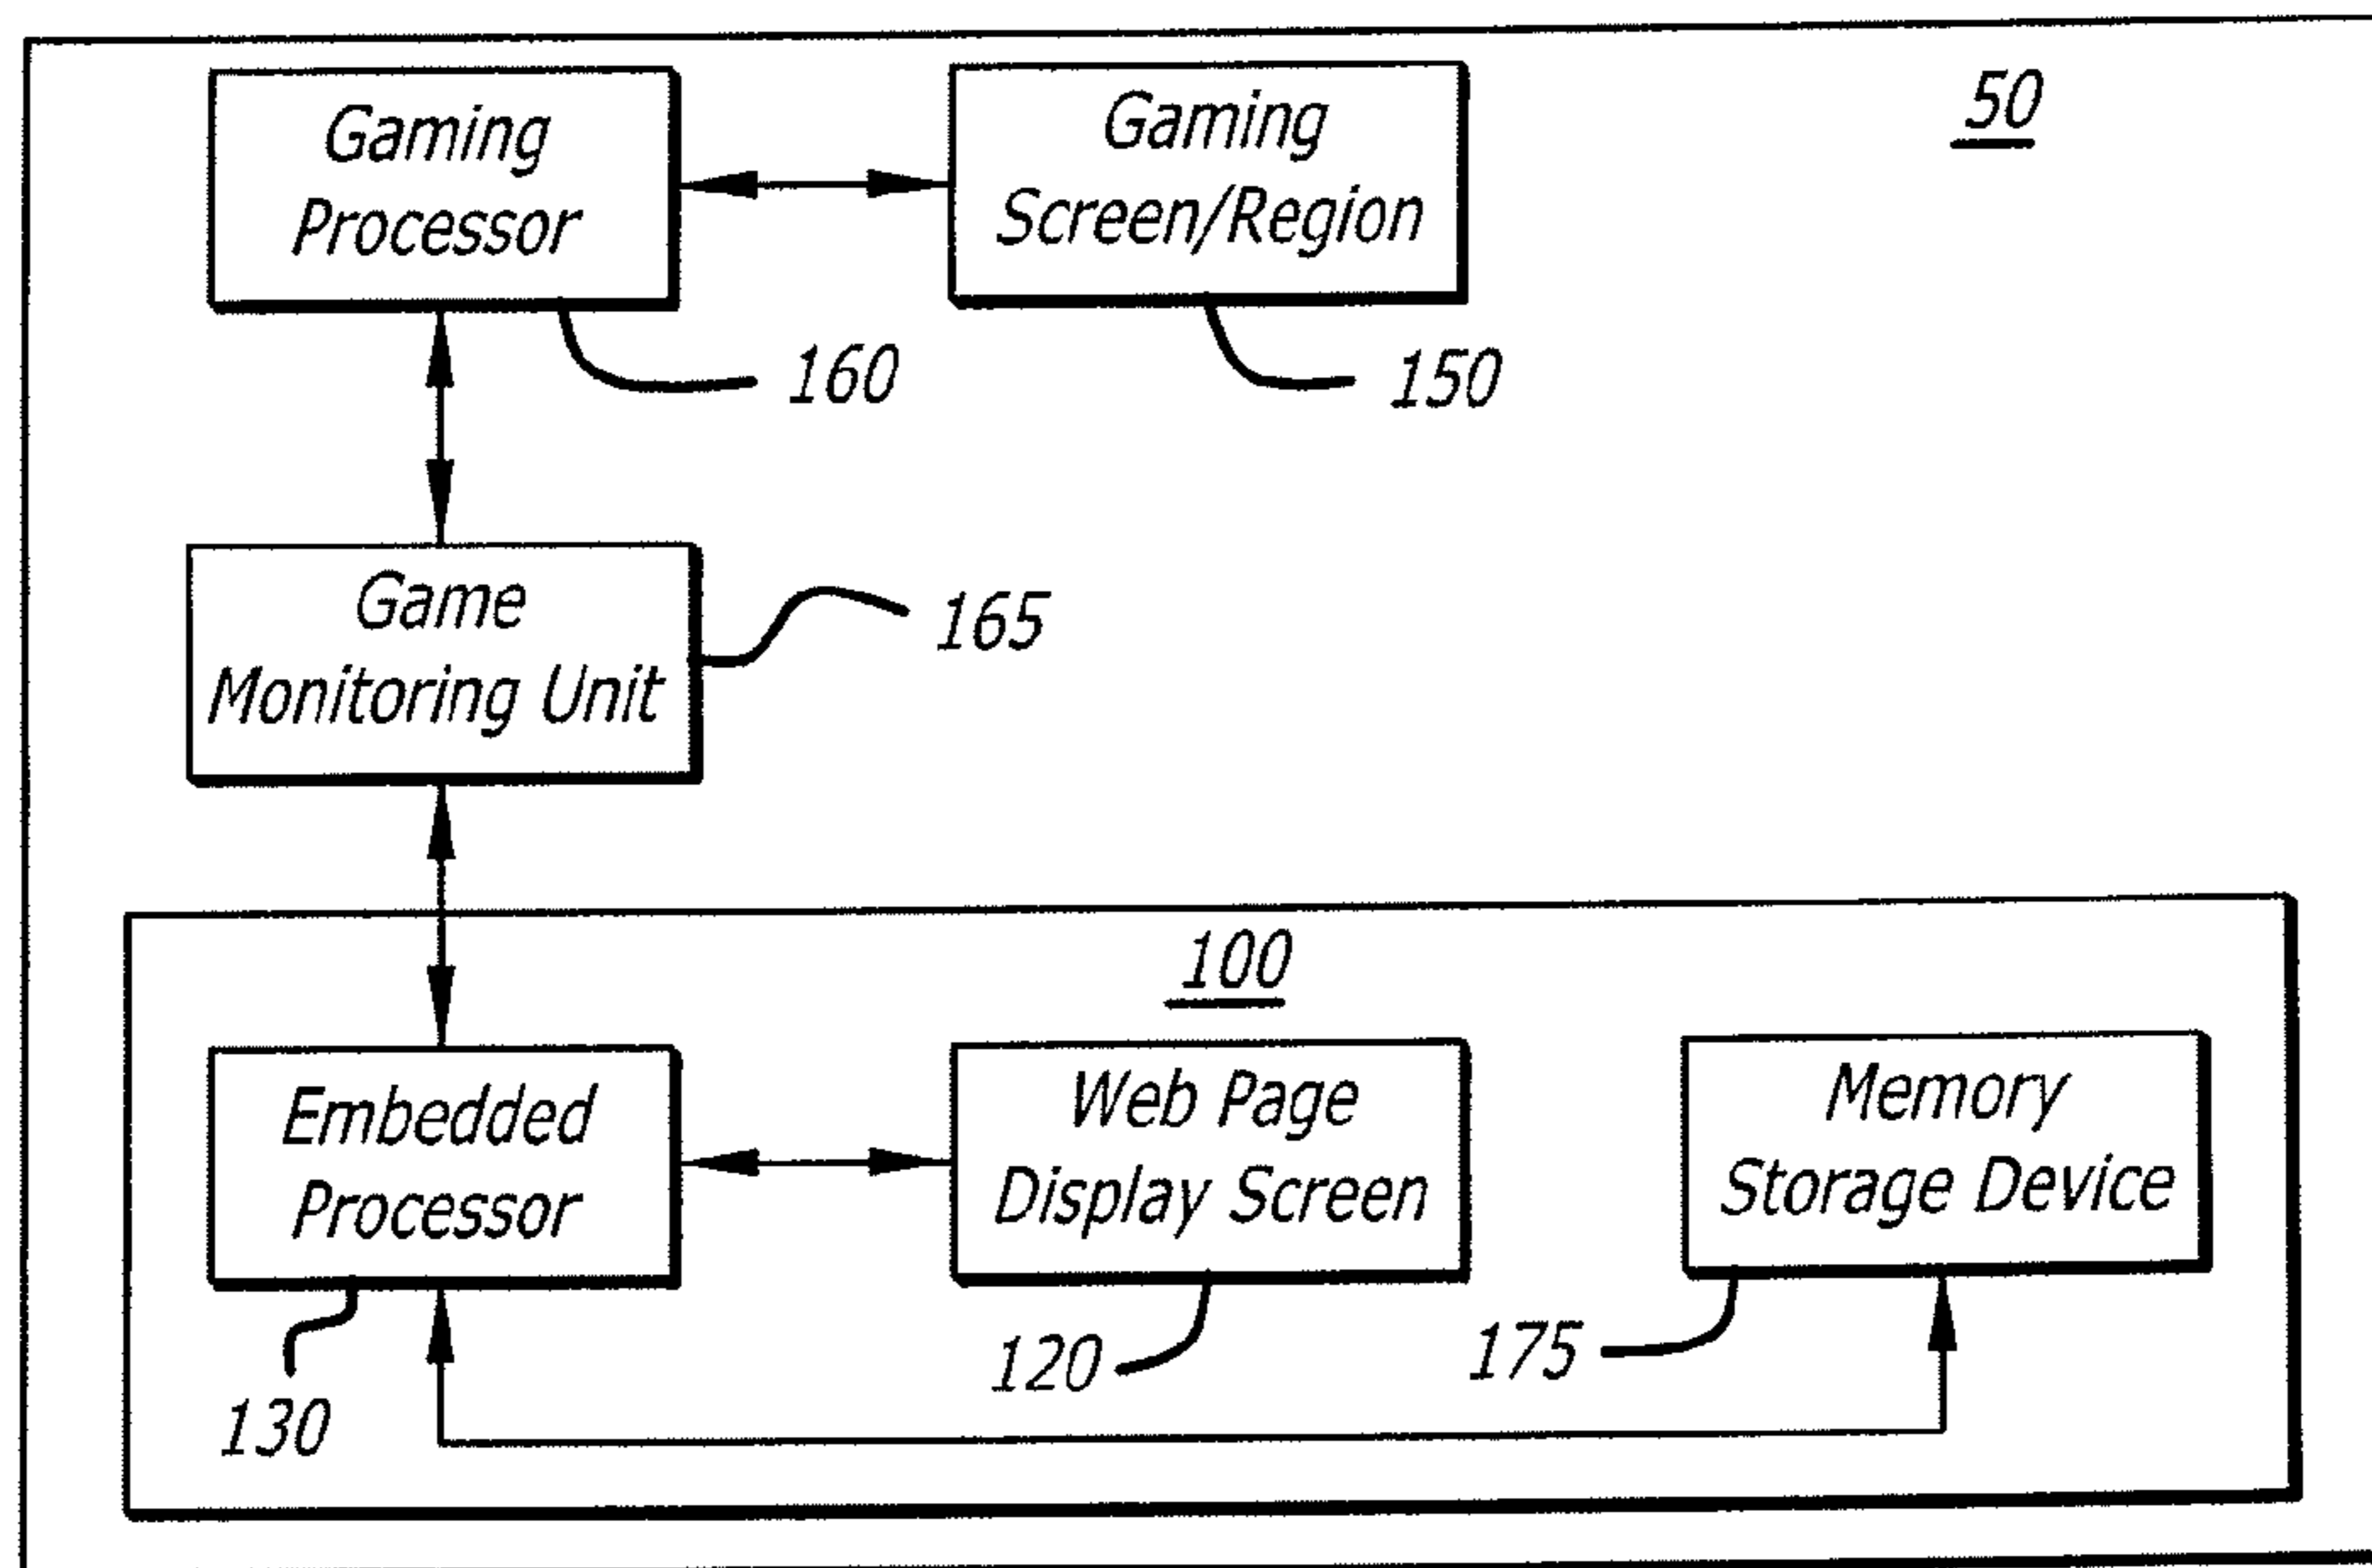 50
Gaming
Processor
Gaming
Screen/Region
160
150
Game
Monitoring Unit
165
100
Embedded
Processor
Web Page
Display Screen
Memory
Storage Device
130
120
175